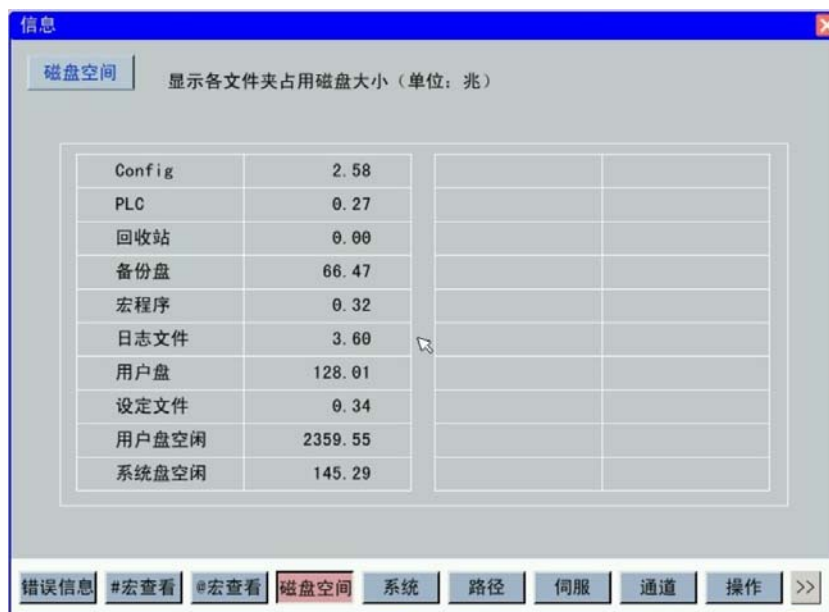 信息
磁盘空间
显示各文件夹占用磁盘大小（单位：兆）
Config 2.58
PLC 0.27
回收站 0.00
备份盘 66.47
宏程序 0.32
日志文件 3.60
用户盘 128.01
设定文件 0.34
用户盘空闲 2359.55
系统盘空闲 145.29
错误信息 #宏查看 @宏查看 磁盘空间 系统 路径 伺服 通道 操作 >>